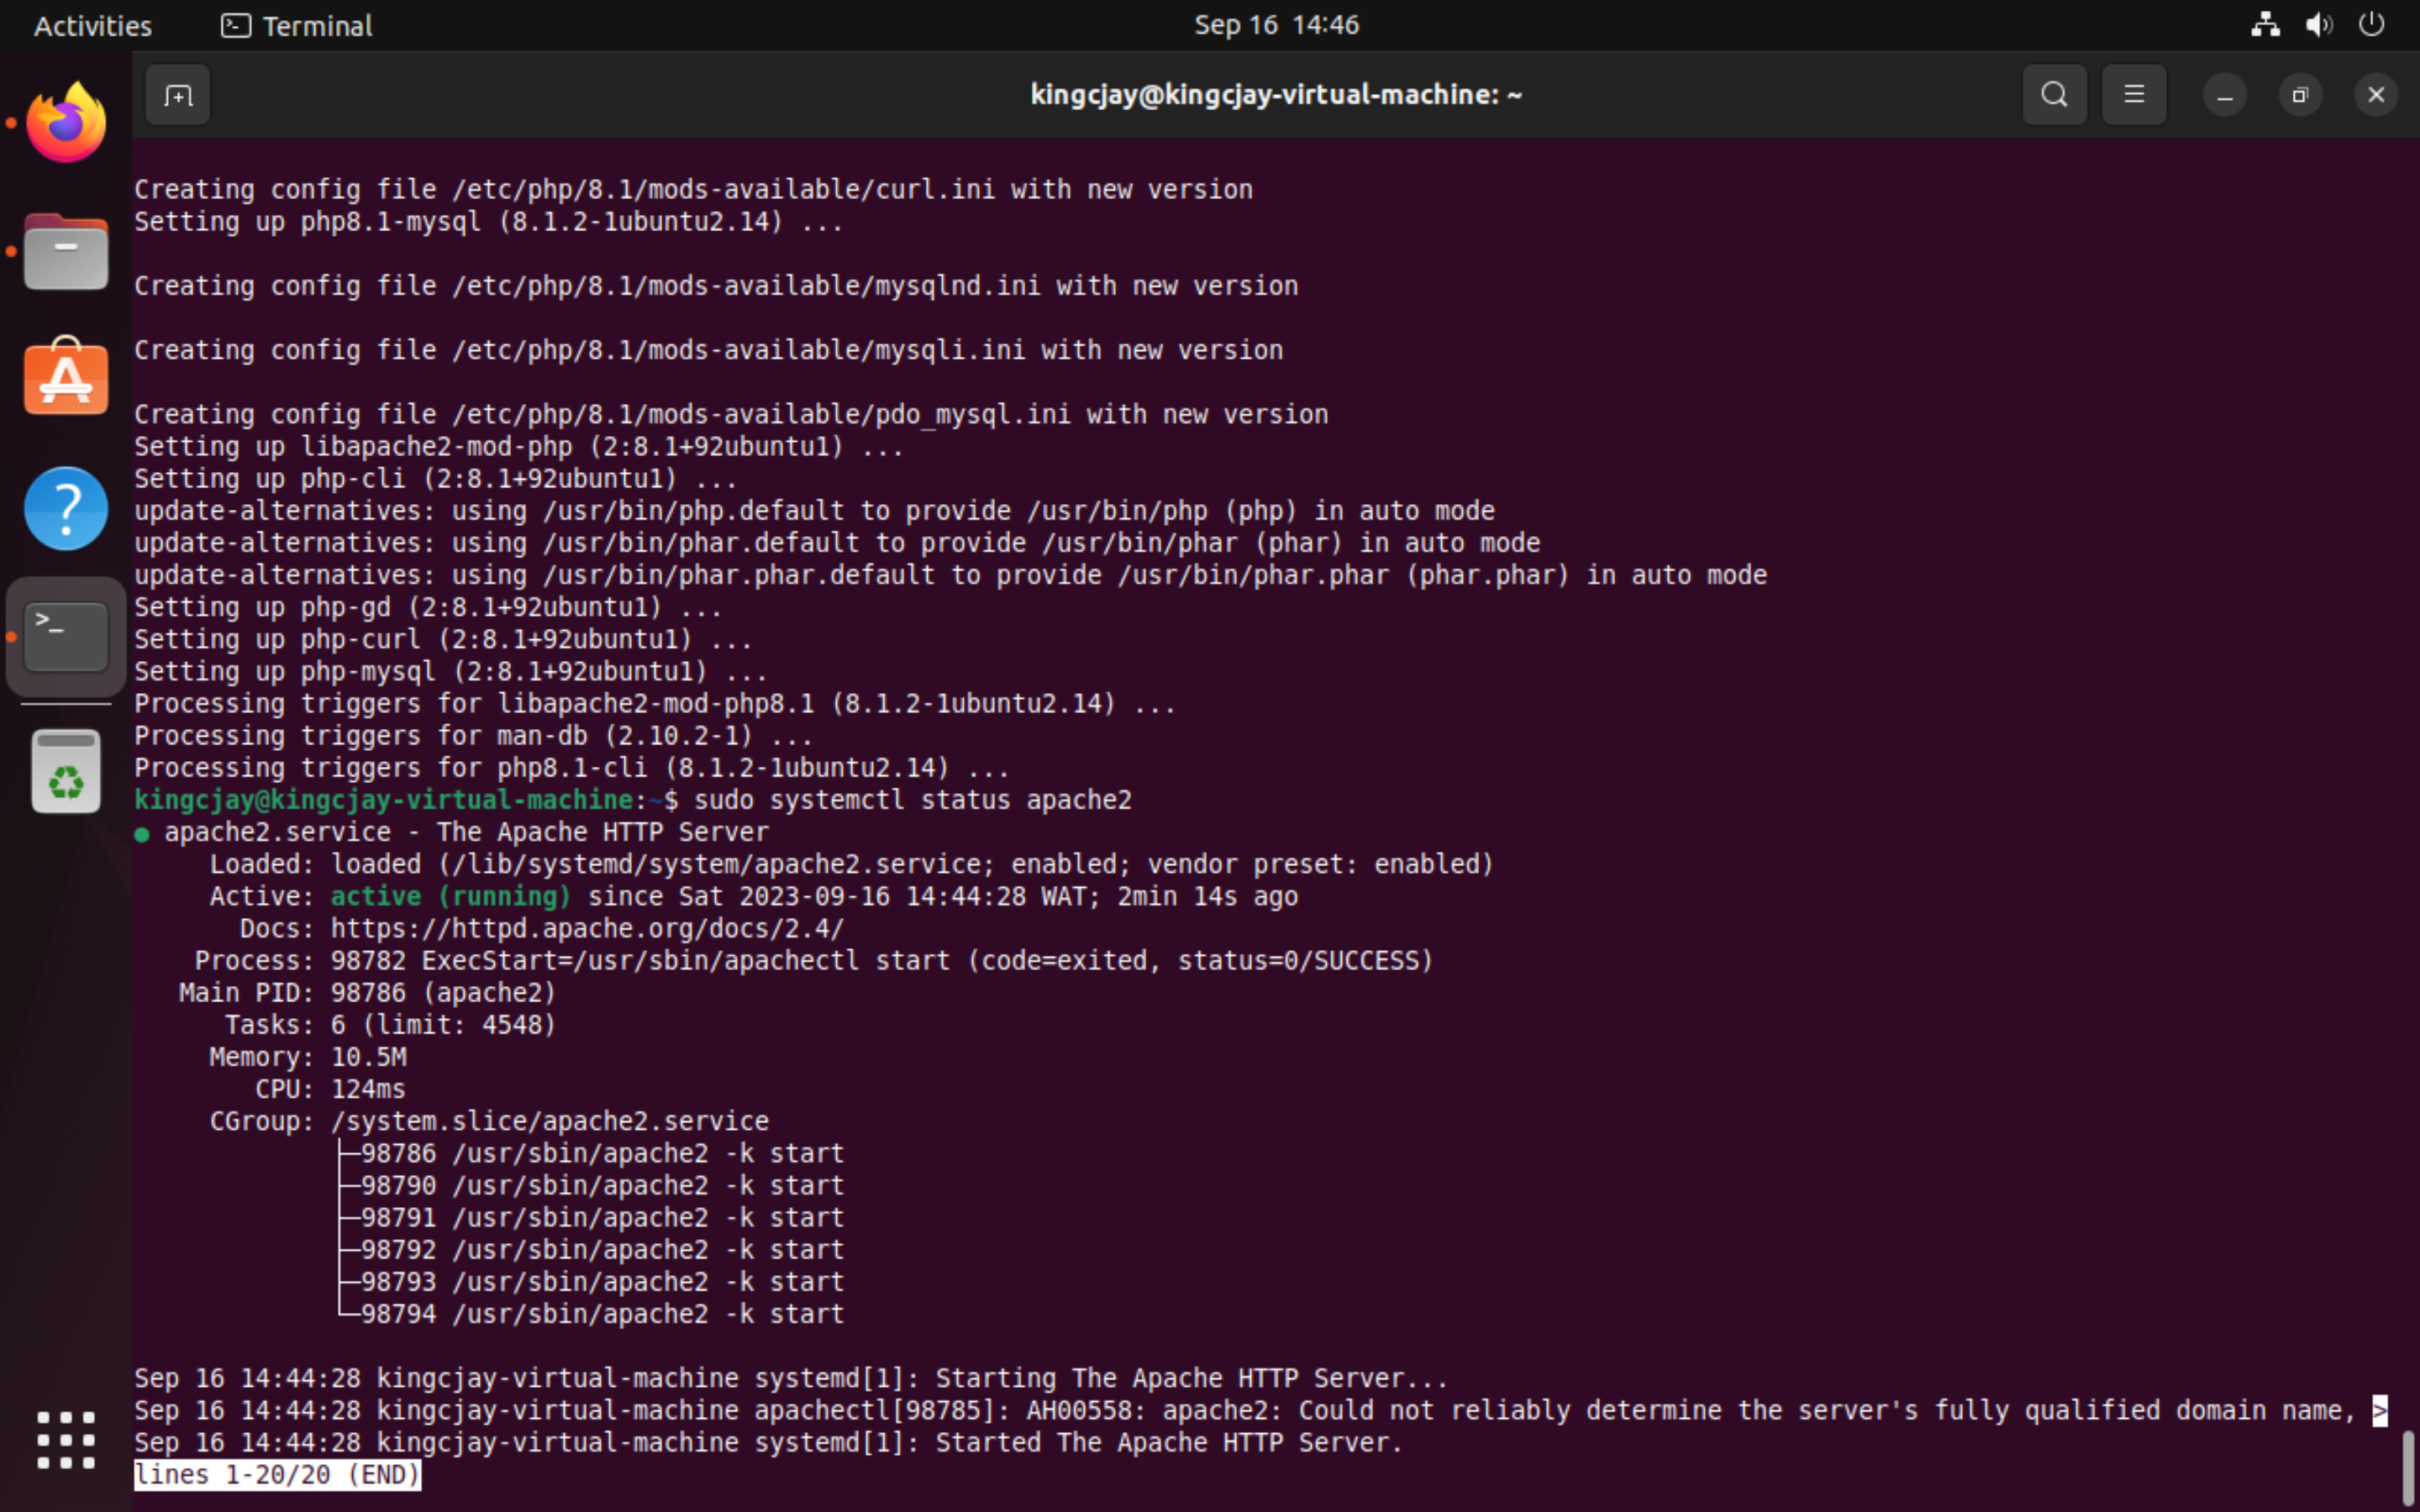 Activities Terminal Sep 16 14:46
kingcjay@kingcjay-virtual-machine: ~
Creating config file /etc/php/8.1/mods-available/curl.ini with new version
Setting up php8.1-mysql (8.1.2-1ubuntu2.14) ...
Creating config file /etc/php/8.1/mods-available/mysqlnd.ini with new version
Creating config file /etc/php/8.1/mods-available/mysqli.ini with new version
Creating config file /etc/php/8.1/mods-available/pdo_mysql.ini with new version
Setting up libapache2-mod-php (2:8.1+92ubuntu1) ...
Setting up php-cli (2:8.1+92ubuntu1) ...
update-alternatives: using /usr/bin/php.default to provide /usr/bin/php (php) in auto mode
update-alternatives: using /usr/bin/phar.default to provide /usr/bin/phar (phar) in auto mode
update-alternatives: using /usr/bin/phar.phar.default to provide /usr/bin/phar.phar (phar.phar) in auto mode
Setting up php-gd (2:8.1+92ubuntu1) ...
Setting up php-curl (2:8.1+92ubuntu1) ...
Setting up php-mysql (2:8.1+92ubuntu1) ...
Processing triggers for libapache2-mod-php8.1 (8.1.2-1ubuntu2.14) ...
Processing triggers for man-db (2.10.2-1) ...
Processing triggers for php8.1-cli (8.1.2-1ubuntu2.14) ...
kingcjay@kingcjay-virtual-machine:~$ sudo systemctl status apache2
● apache2.service - The Apache HTTP Server
Loaded: loaded (/lib/systemd/system/apache2.service; enabled; vendor preset: enabled)
Active: active (running) since Sat 2023-09-16 14:44:28 WAT; 2min 14s ago
Docs: https://httpd.apache.org/docs/2.4/
Process: 98782 ExecStart=/usr/sbin/apachectl start (code=exited, status=0/SUCCESS)
Main PID: 98786 (apache2)
Tasks: 6 (limit: 4548)
Memory: 10.5M
CPU: 124ms
CGroup: /system.slice/apache2.service
├─98786 /usr/sbin/apache2 -k start
├─98790 /usr/sbin/apache2 -k start
├─98791 /usr/sbin/apache2 -k start
├─98792 /usr/sbin/apache2 -k start
├─98793 /usr/sbin/apache2 -k start
└─98794 /usr/sbin/apache2 -k start
Sep 16 14:44:28 kingcjay-virtual-machine systemd[1]: Starting The Apache HTTP Server...
Sep 16 14:44:28 kingcjay-virtual-machine apachectl[98785]: AH00558: apache2: Could not reliably determine the server's fully qualified domain name, >
Sep 16 14:44:28 kingcjay-virtual-machine systemd[1]: Started The Apache HTTP Server.
lines 1-20/20 (END)